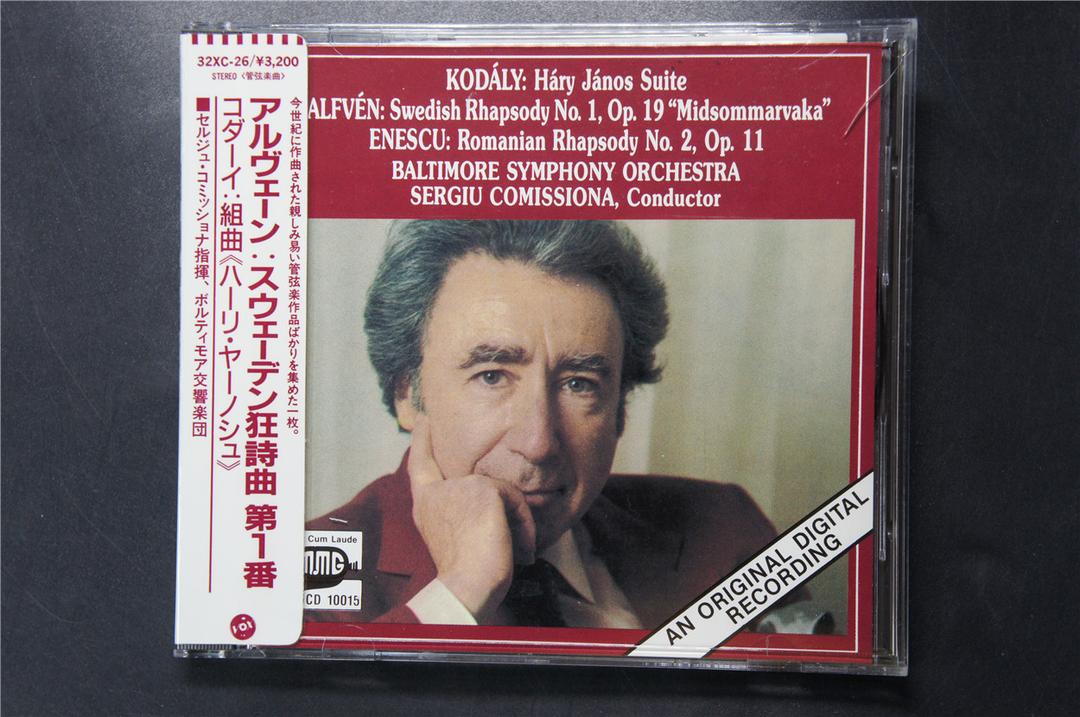 32XC-26/¥3,200
STEREO〈管弦楽曲〉
今世紀に作曲された親しみ易い管弦楽作品ばかりを集めた一枚。
アルヴェーン:スウェーデン狂詩曲 第1番
コダーイ:組曲《ハーリ・ヤーノシュ》
■セルジュ・コミッショナ指揮、ボルティモア交響楽団
KODÁLY: Háry János Suite
ALFVÉN: Swedish Rhapsody No. 1, Op. 19 “Midsommarvaka”
ENESCU: Romanian Rhapsody No. 2, Op. 11
BALTIMORE SYMPHONY ORCHESTRA
SERGIU COMISSIONA, Conductor
Cum Laude
MMG
CD 10015
AN ORIGINAL DIGITAL
RECORDING